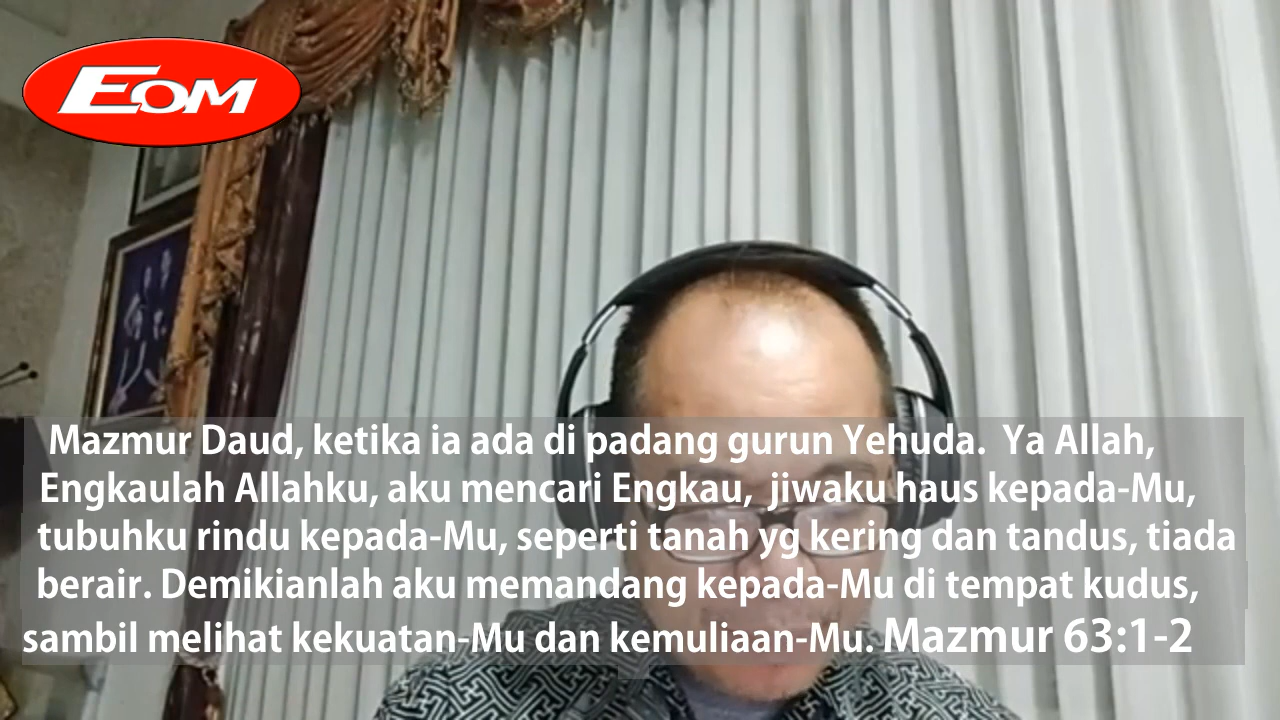 EOM
Mazmur Daud, ketika ia ada di padang gurun Yehuda. Ya Allah,
Engkaulah Allahku, aku mencari Engkau, jiwaku haus kepada-Mu,
tubuhku rindu kepada-Mu, seperti tanah yg kering dan tandus, tiada
berair. Demikianlah aku memandang kepada-Mu di tempat kudus,
sambil melihat kekuatan-Mu dan kemuliaan-Mu. Mazmur 63:1-2